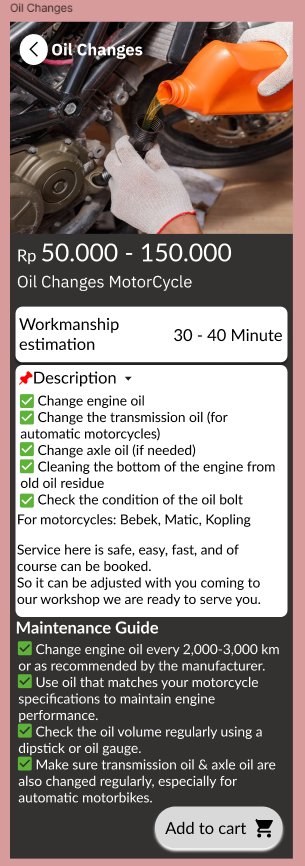 Oil Changes
Oil Changes
Rp 50.000 - 150.000
Oil Changes MotorCycle
Workmanship
estimation
30 - 40 Minute
📌Description
✅ Change engine oil
✅ Change the transmission oil (for
automatic motorcycles)
✅ Change axle oil (if needed)
✅ Cleaning the bottom of the engine from
old oil residue
✅ Check the condition of the oil bolt
For motorcycles: Bebek, Matic, Kopling
Service here is safe, easy, fast, and of
course can be booked.
So it can be adjusted with you coming to
our workshop we are ready to serve you.
Maintenance Guide
✅ Change engine oil every 2,000-3,000 km
or as recommended by the manufacturer.
✅ Use oil that matches your motorcycle
specifications to maintain engine
performance.
✅ Check the oil volume regularly using a
dipstick or oil gauge.
✅ Make sure transmission oil & axle oil are
also changed regularly, especially for
automatic motorbikes.
Add to cart